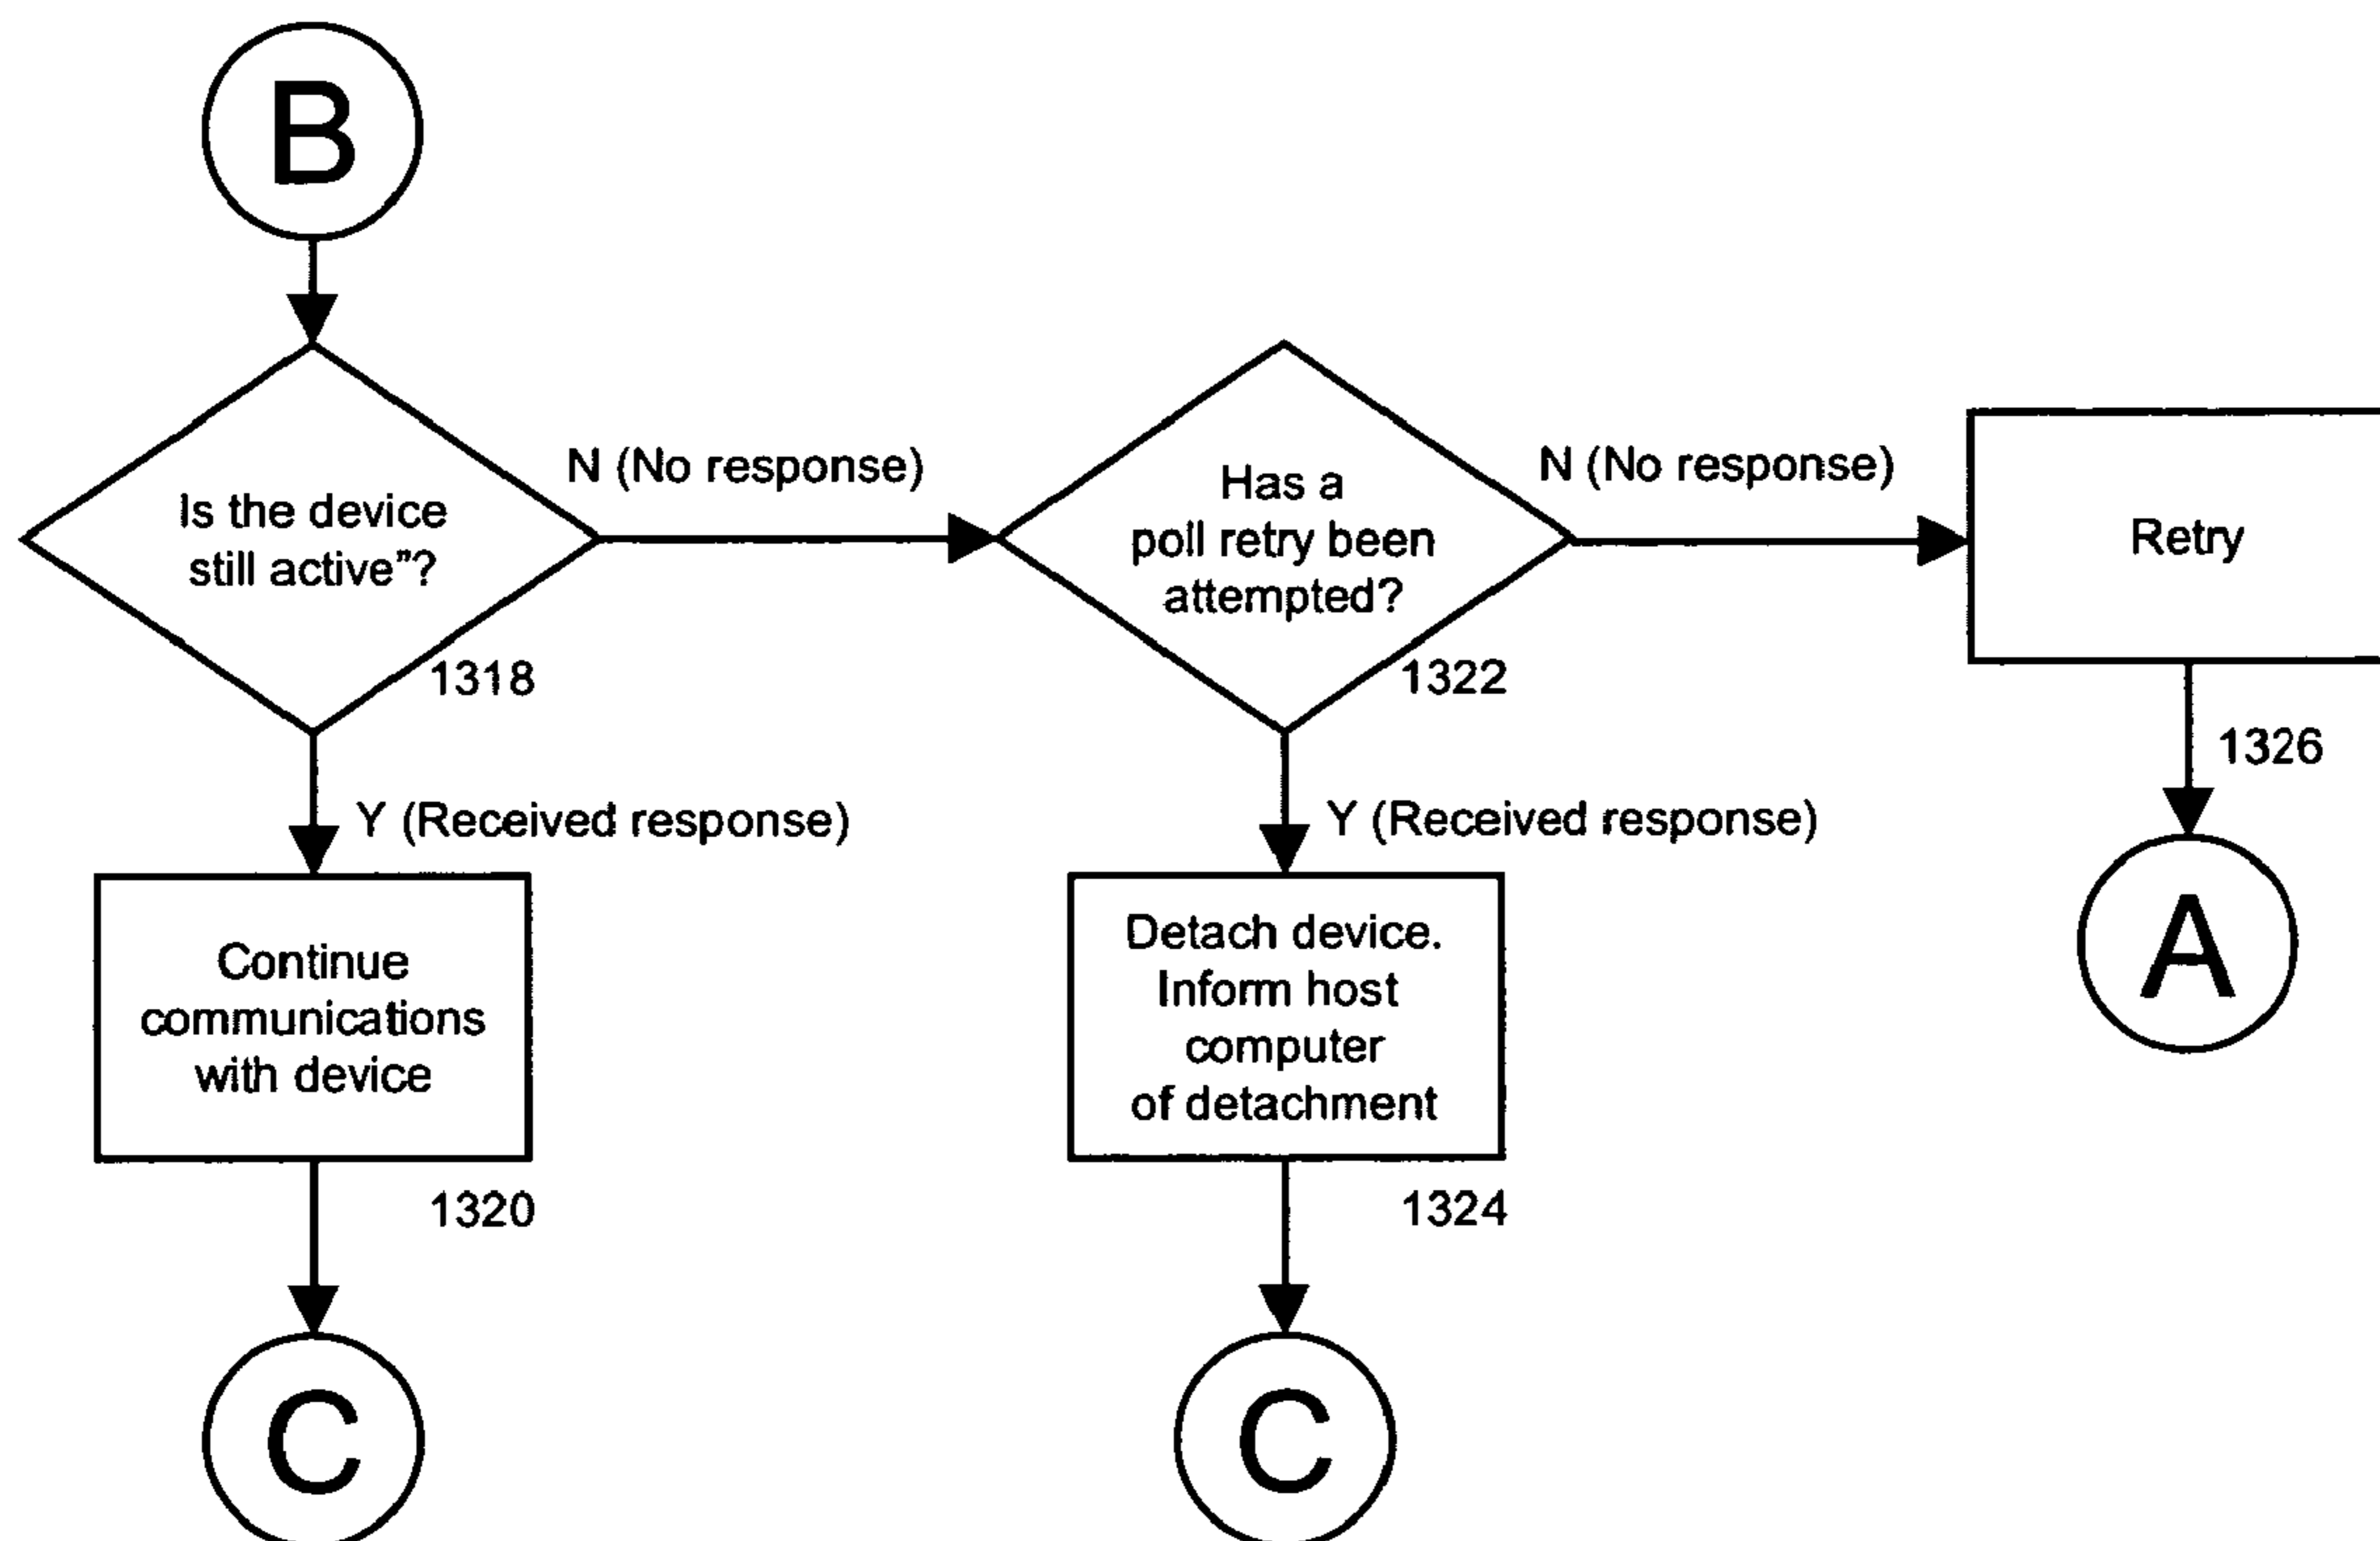 B
Is the device
still active”?
1318
N (No response)
Has a
poll retry been
attempted?
1322
N (No response)
Retry
1326
A
Y (Received response)
Continue
communications
with device
1320
C
Y (Received response)
Detach device.
Inform host
computer
of detachment
1324
C